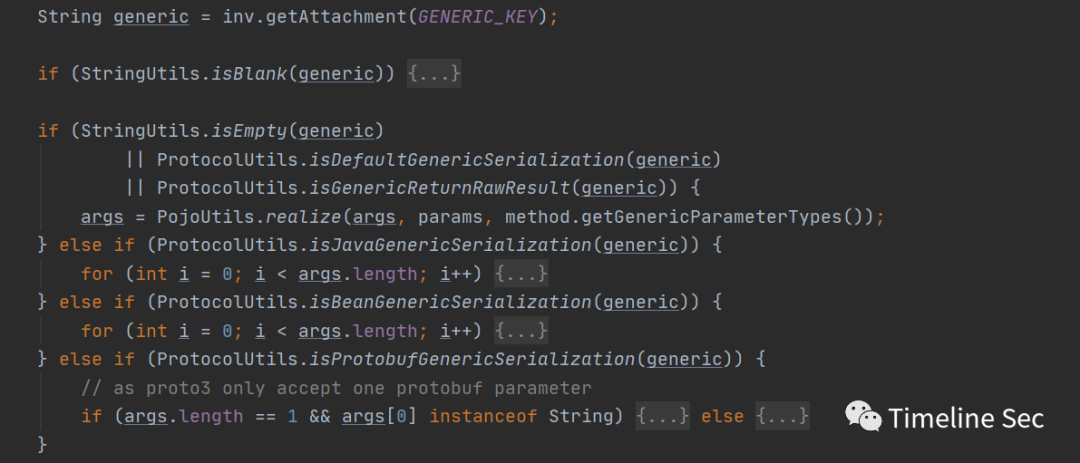 String generic = inv.getAttachment(GENERIC_KEY);
if (StringUtils.isBlank(generic)) {...}
if (StringUtils.isEmpty(generic)
|| ProtocolUtils.isDefaultGenericSerialization(generic)
|| ProtocolUtils.isGenericReturnRawResult(generic)) {
args = PojoUtils.realize(args, params, method.getGenericParameterTypes());
} else if (ProtocolUtils.isJavaGenericSerialization(generic)) {
for (int i = 0; i < args.length; i++) {...}
} else if (ProtocolUtils.isBeanGenericSerialization(generic)) {
for (int i = 0; i < args.length; i++) {...}
} else if (ProtocolUtils.isProtobufGenericSerialization(generic)) {
// as proto3 only accept one protobuf parameter
if (args.length == 1 && args[0] instanceof String) {...} else {...}
}
Timeline Sec